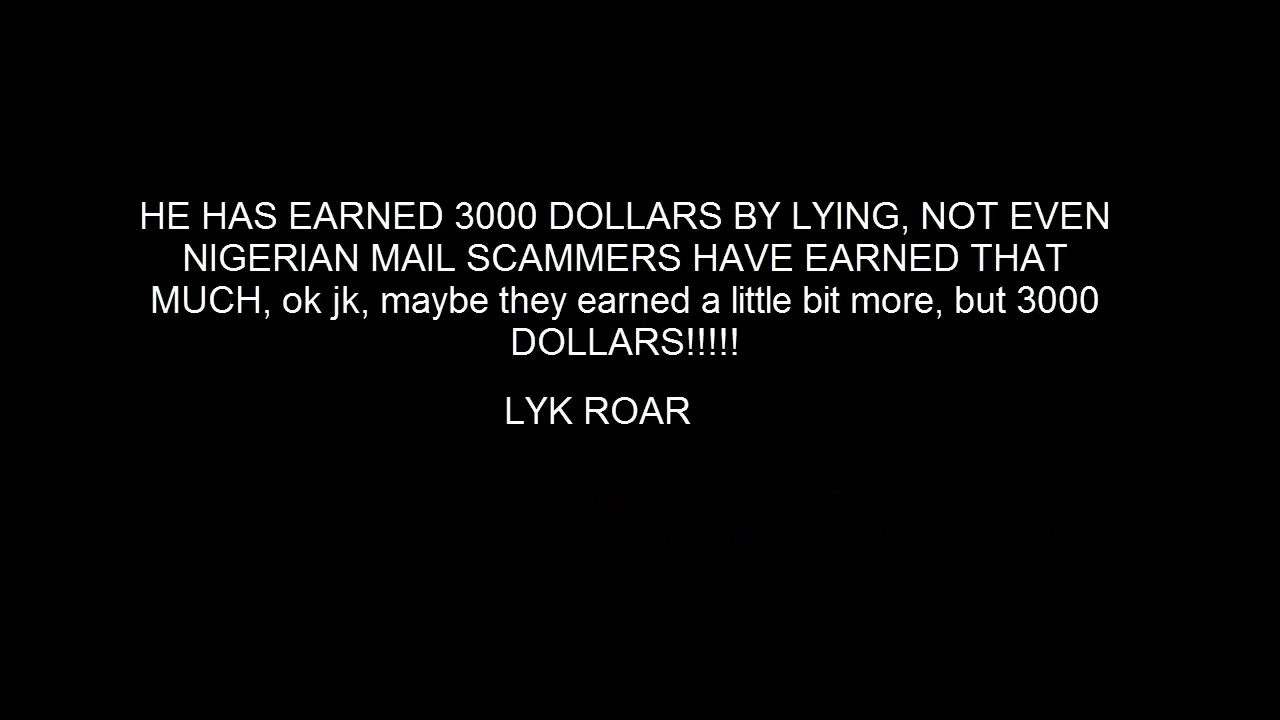 HE HAS EARNED 3000 DOLLARS BY LYING, NOT EVEN
NIGERIAN MAIL SCAMMERS HAVE EARNED THAT
MUCH, ok jk, maybe they earned a little bit more, but 3000
DOLLARS!!!!!
LYK ROAR